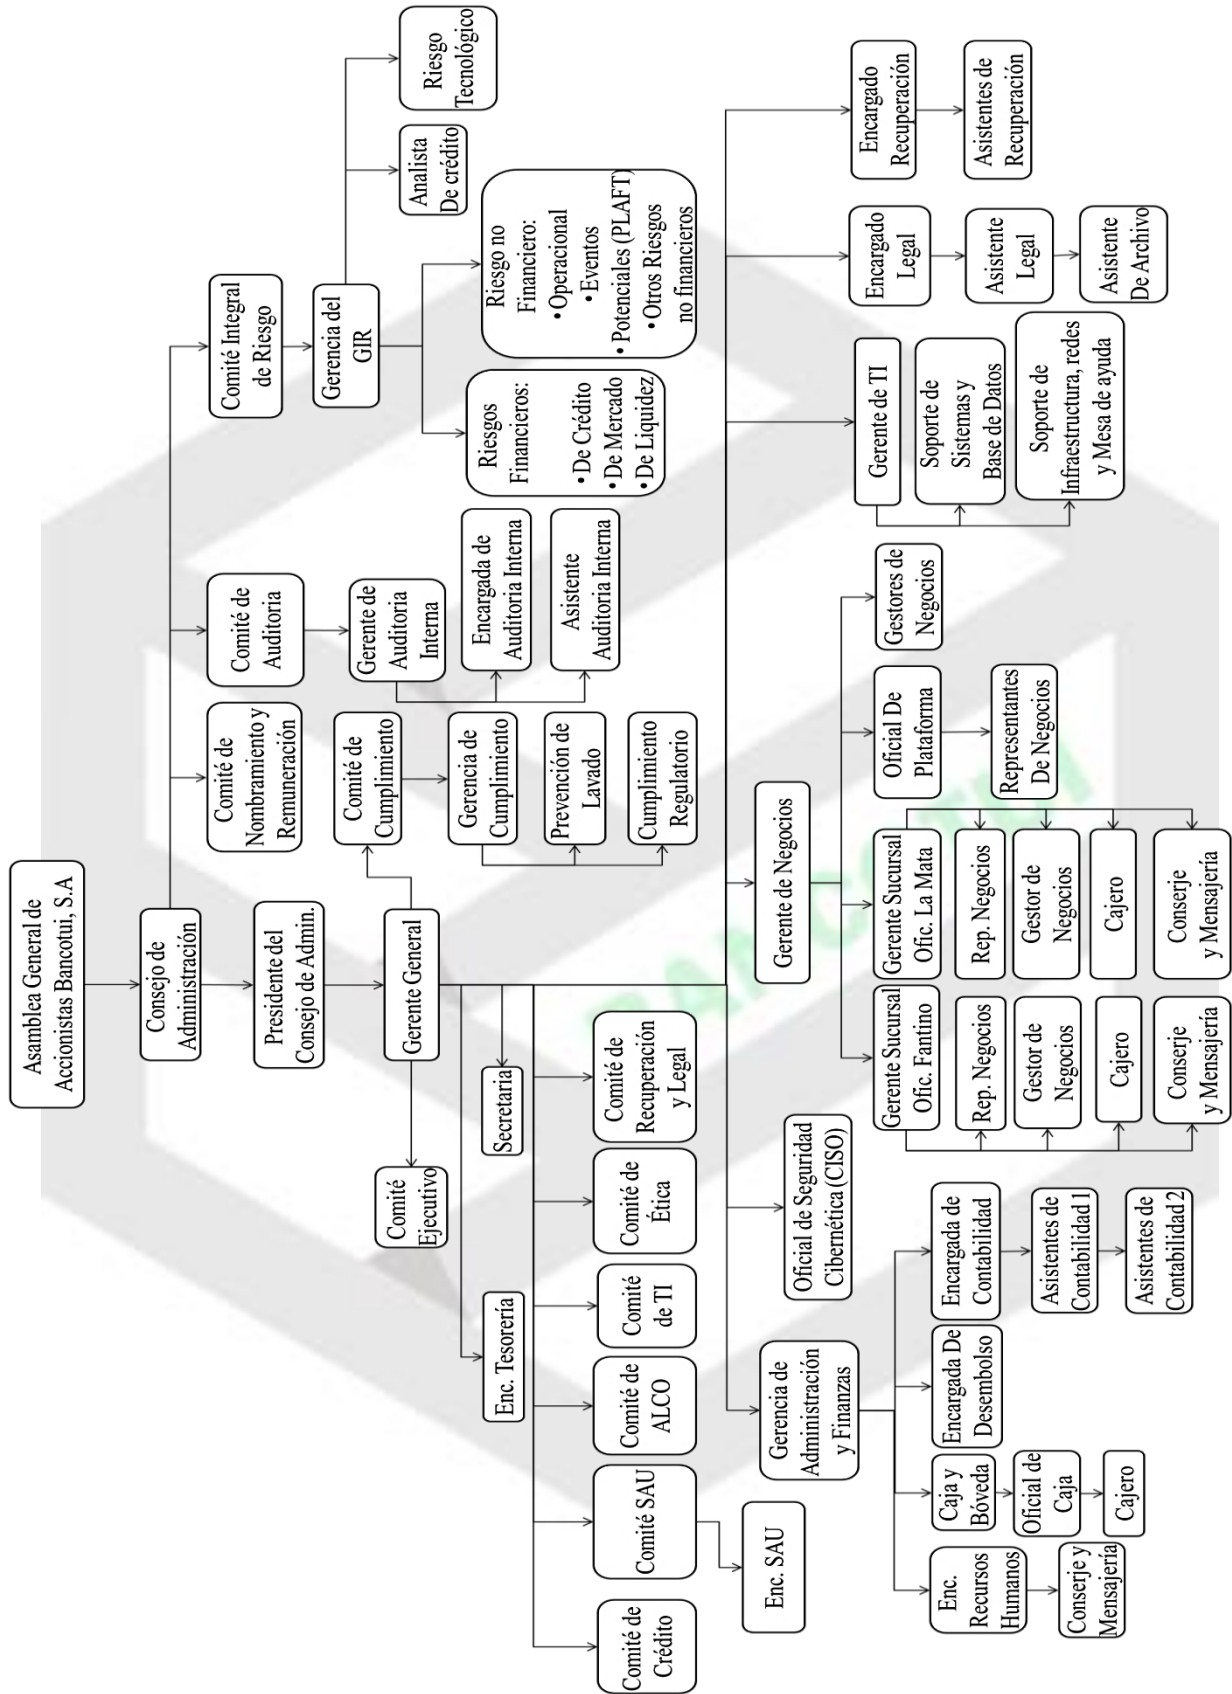 Asamblea General de
Accionistas Bancotui, S.A
Consejo de
Administración
Presidente del
Consejo de Admin.
Gerente General
Comité
Ejecutivo
Comité de
Nombramiento y
Remuneración
Comité de
Auditoria
Gerente de
Auditoria
Interna
Encargada de
Auditoria Interna
Asistente
Auditoria Interna
Comité Integral
de Riesgo
Gerencia del
GIR
Analista
De crédito
Riesgo
Tecnológico
Riesgos
Financieros:
• De Crédito
• De Mercado
• De Liquidez
Riesgo no
Financiero:
• Operacional
• Eventos
• Potenciales (PLAFT)
• Otros Riesgos
no financieros
Comité de
Cumplimiento
Gerencia de
Cumplimiento
Prevención de
Lavado
Cumplimiento
Regulatorio
Enc. Tesorería
Secretaria
Comité de
Crédito
Comité SAU
Enc. SAU
Comité de
ALCO
Comité
de TI
Comité de
Ética
Comité de
Recuperación
y Legal
Gerencia de
Administración
y Finanzas
Enc.
Recursos
Humanos
Conserje y
Mensajería
Caja y
Bóveda
Oficial de
Caja
Cajero
Encargada De
Desembolso
Encargada de
Contabilidad
Asistentes de
Contabilidad 1
Asistentes de
Contabilidad 2
Oficial de Seguridad
Cibernética (CISO)
Gerente de Negocios
Gerente Sucursal
Ofic. Fantino
Rep. Negocios
Gestor de
Negocios
Cajero
Conserje
y Mensajería
Gerente Sucursal
Ofic. La Mata
Rep. Negocios
Gestor de
Negocios
Cajero
Conserje
y Mensajería
Oficial De
Plataforma
Representantes
De Negocios
Gestores de
Negocios
Gerente de TI
Soporte de
Sistemas y
Base de Datos
Soporte de
Infraestructura, redes
y Mesa de ayuda
Encargado
Legal
Asistente
Legal
Asistente
De Archivo
Encargado
Recuperación
Asistentes de
Recuperación
BANCOTUI